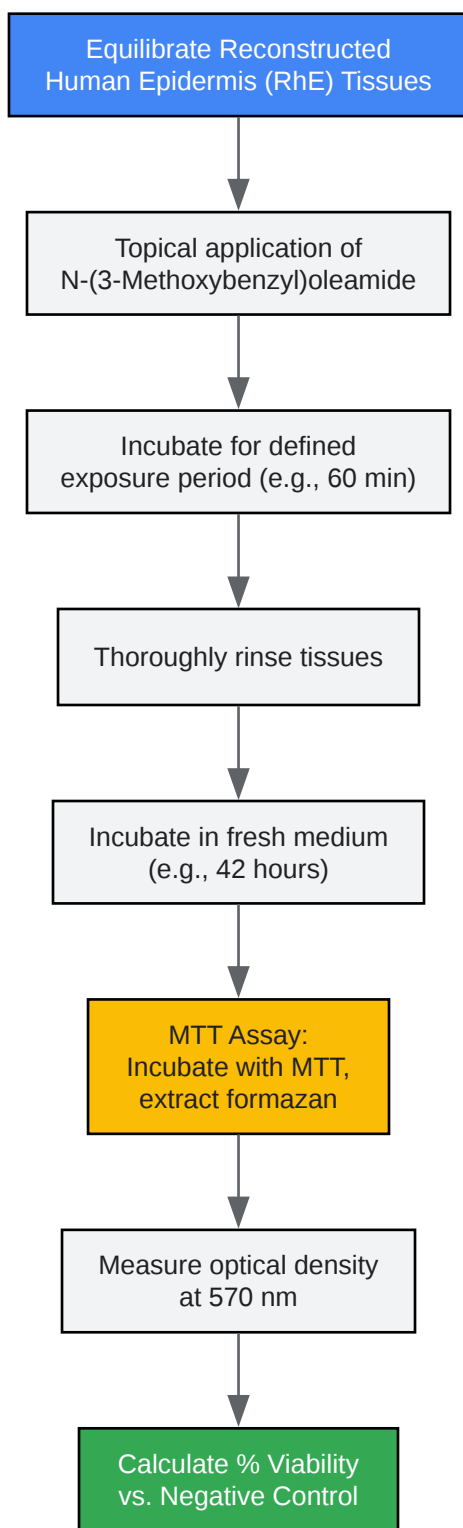 Equilibrate Reconstructed
Human Epidermis (RhE) Tissues
Topical application of
N-(3-Methoxybenzyl)oleamide
Incubate for defined
exposure period (e.g., 60 min)
Thoroughly rinse tissues
Incubate in fresh medium
(e.g., 42 hours)
MTT Assay:
Incubate with MTT,
extract formazan
Measure optical density
at 570 nm
Calculate % Viability
vs. Negative Control